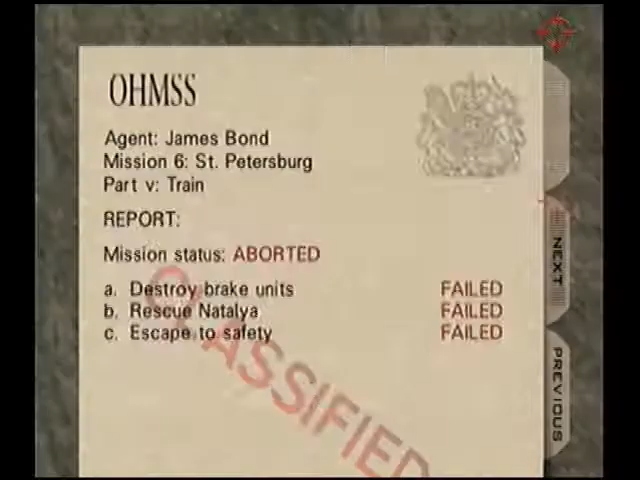 OHMSS
Agent: James Bond
Mission 6: St. Petersburg
Part v: Train
REPORT:
Mission status: ABORTED
a. Destroy brake units FAILED
b. Rescue Natalya FAILED
c. Escape to safety FAILED
CLASSIFIED
NEXT
PREVIOUS